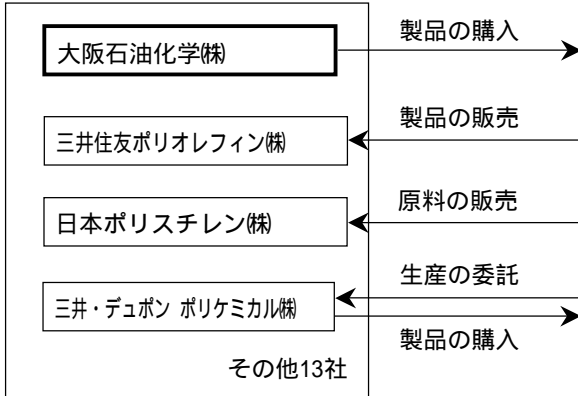 大阪石油化学㈱
製品の購入
三井住友ポリオレフィン㈱
製品の販売
日本ポリスチレン㈱
原料の販売
三井・デュポン ポリケミカル㈱
生産の委託
製品の購入
その他13社